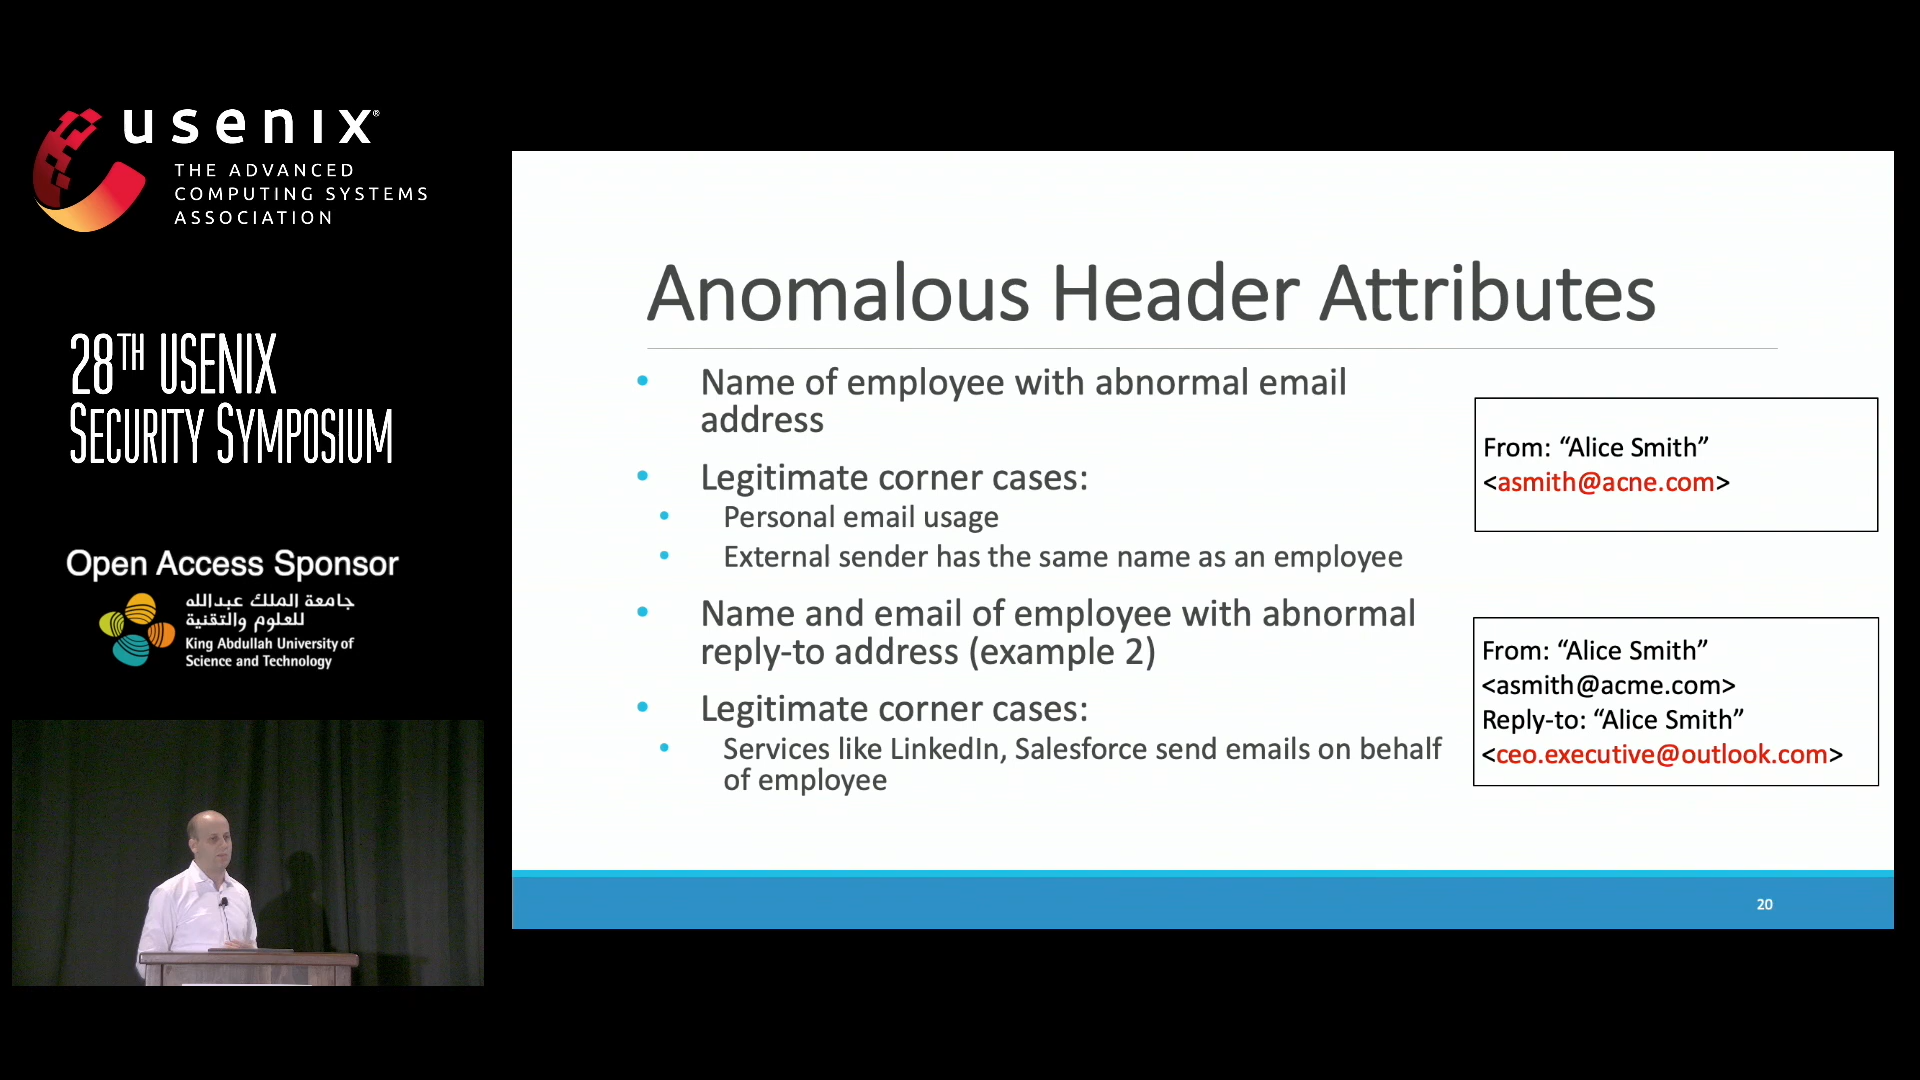 usenix®
THE ADVANCED
COMPUTING SYSTEMS
ASSOCIATION
28TH USENIX
SECURITY SYMPOSIUM
Open Access Sponsor
جامعة الملك عبدالله
للعلوم والتقنية
King Abdullah University of
Science and Technology
Anomalous Header Attributes
• Name of employee with abnormal email
address
• Legitimate corner cases:
• Personal email usage
• External sender has the same name as an employee
• Name and email of employee with abnormal
reply-to address (example 2)
• Legitimate corner cases:
• Services like LinkedIn, Salesforce send emails on behalf
of employee
From: “Alice Smith”
<asmith@acne.com>
From: “Alice Smith”
<asmith@acme.com>
Reply-to: “Alice Smith”
<ceo.executive@outlook.com>
20